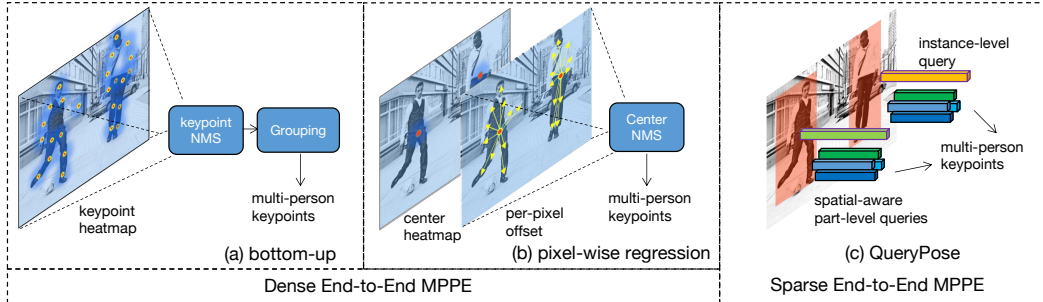 keypoint
NMS
Grouping
multi-person
keypoints
keypoint
heatmap
(a) bottom-up
Center
NMS
multi-person
keypoints
center
heatmap
per-pixel
offset
(b) pixel-wise regression
Dense End-to-End MPPE
instance-level
query
multi-person
keypoints
spatial-aware
part-level queries
(c) QueryPose
Sparse End-to-End MPPE